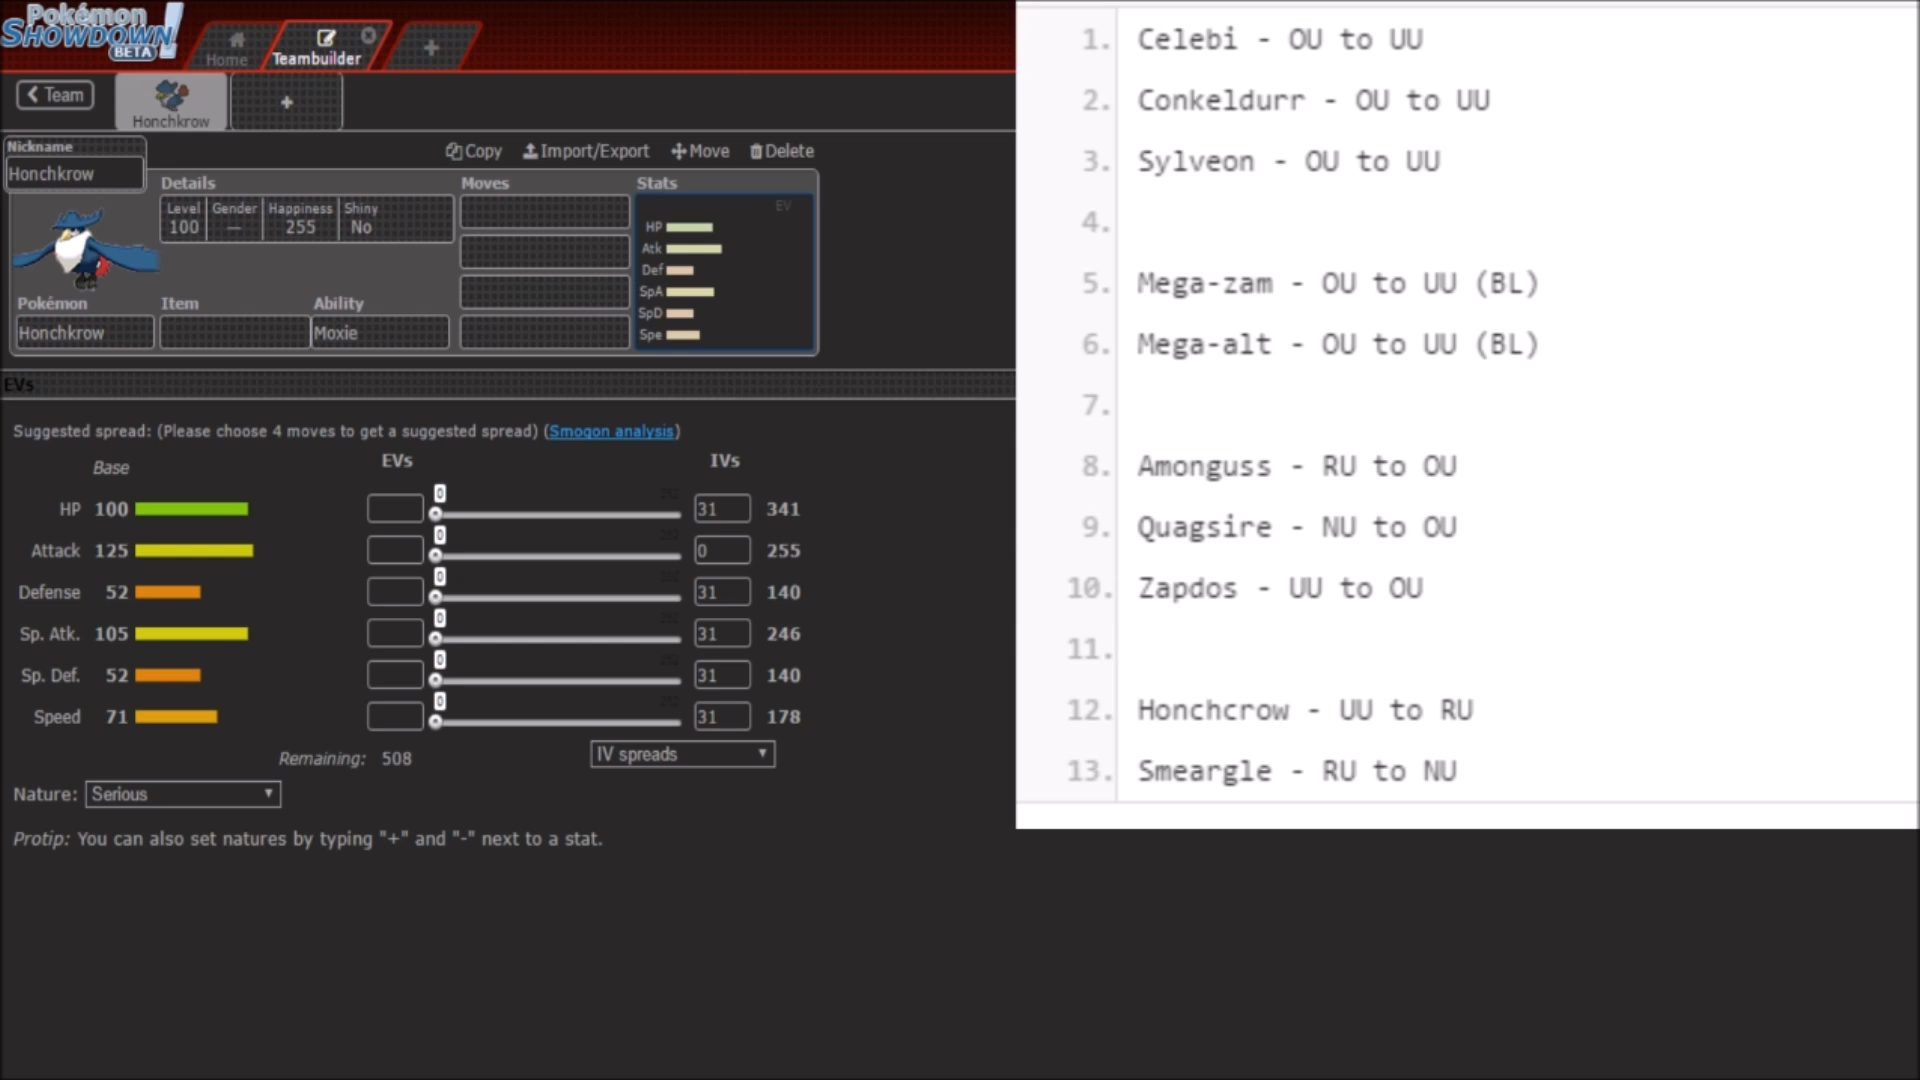 Pokémon
SHOWDOWN!
BETA
Home
Teambuilder
+
Team
Honchkrow
+
Nickname
Honchkrow
Copy Import/Export Move Delete
Details Moves Stats
Level Gender Happiness Shiny
100 — 255 No
EV
HP
Atk
Def
SpA
SpD
Spe
Pokémon Item Ability
Honchkrow Moxie
EVs
Suggested spread: (Please choose 4 moves to get a suggested spread) (Smogon analysis)
Base EVs IVs
HP 100 0 252 31 341
Attack 125 0 252 0 255
Defense 52 0 252 31 140
Sp. Atk. 105 0 252 31 246
Sp. Def. 52 0 252 31 140
Speed 71 0 252 31 178
Remaining: 508 IV spreads
Nature: Serious
Protip: You can also set natures by typing "+" and "-" next to a stat.
1. Celebi - OU to UU
2. Conkeldurr - OU to UU
3. Sylveon - OU to UU
4.
5. Mega-zam - OU to UU (BL)
6. Mega-alt - OU to UU (BL)
7.
8. Amonguss - RU to OU
9. Quagsire - NU to OU
10. Zapdos - UU to OU
11.
12. Honchcrow - UU to RU
13. Smeargle - RU to NU